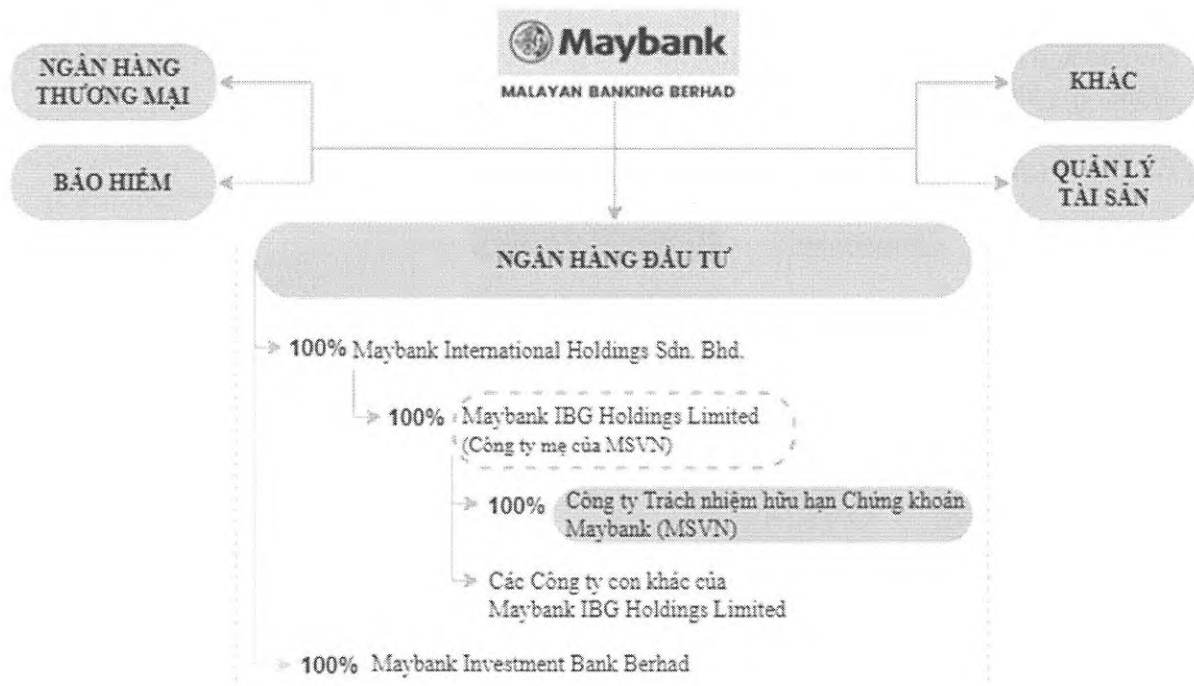 Maybank
MALAYAN BANKING BERHAD
NGÂN HÀNG
THƯƠNG MẠI
KHÁC
BẢO HIỂM
QUẢN LÝ
TÀI SẢN
NGÂN HÀNG ĐẦU TƯ
100% Maybank International Holdings Sdn. Bhd.
100% Maybank IBG Holdings Limited
(Công ty mẹ của MSVN)
100% Công ty Trách nhiệm hữu hạn Chứng khoán
Maybank (MSVN)
Các Công ty con khác của
Maybank IBG Holdings Limited
100% Maybank Investment Bank Berhad